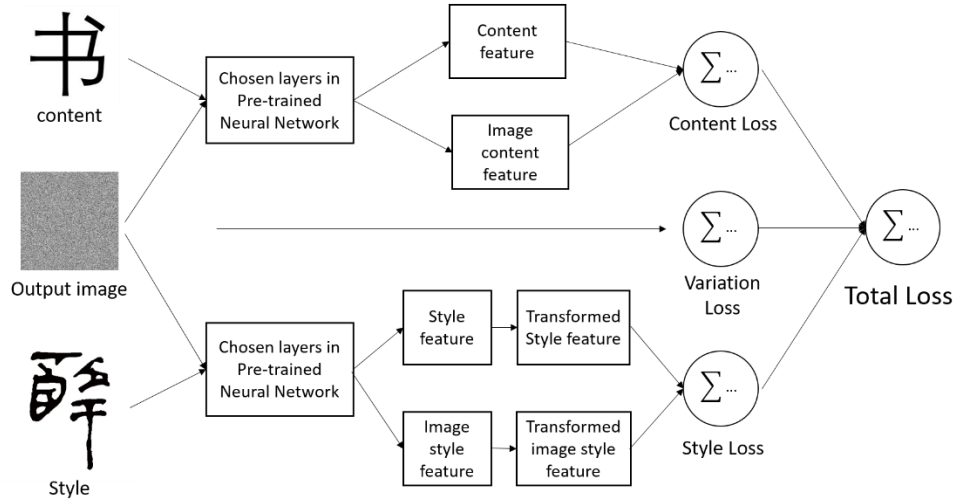 书
content
Output image
Style
Chosen layers in
Pre-trained
Neural Network
Content
feature
Image
content
feature
∑...
Content Loss
∑...
Variation
Loss
∑...
Total Loss
Chosen layers in
Pre-trained
Neural Network
Style
feature
Transformed
Style feature
Image
style
feature
Transformed
image style
feature
∑...
Style Loss